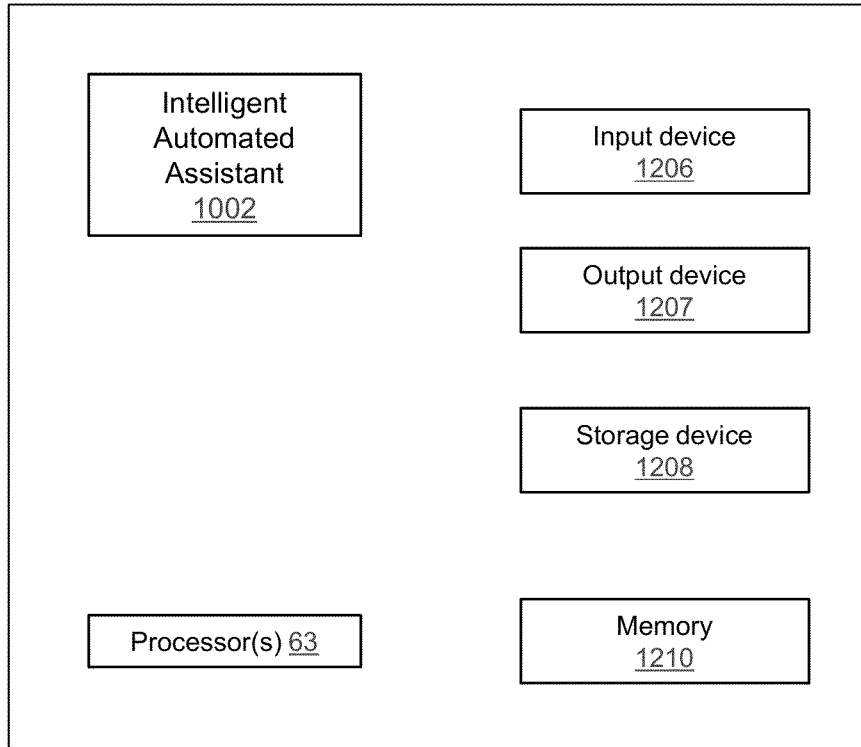 Intelligent
Automated
Assistant
1002
Input device
1206
Output device
1207
Storage device
1208
Processor(s) 63
Memory
1210